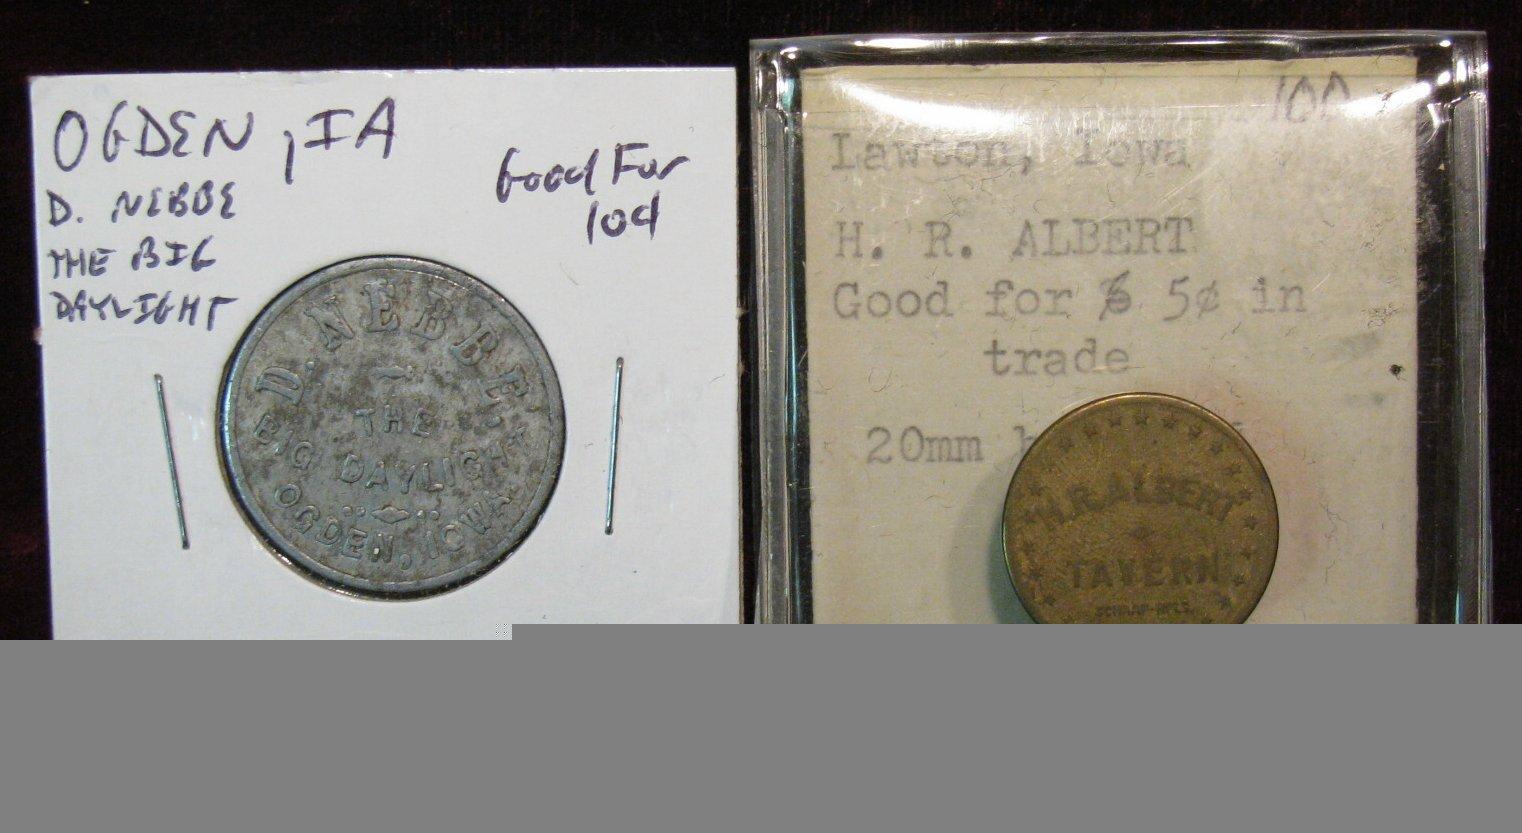 OGDEN, IA
D. NEBBE
THE BIG
DAYLIGHT
Good For
10¢
D. NEBBE
THE
BIG DAYLIGHT
OGDEN, IOWA
100
Lawton, Iowa
H. R. ALBERT
Good for 5¢ in
trade
20mm
H.R. ALBERT
TAVERN